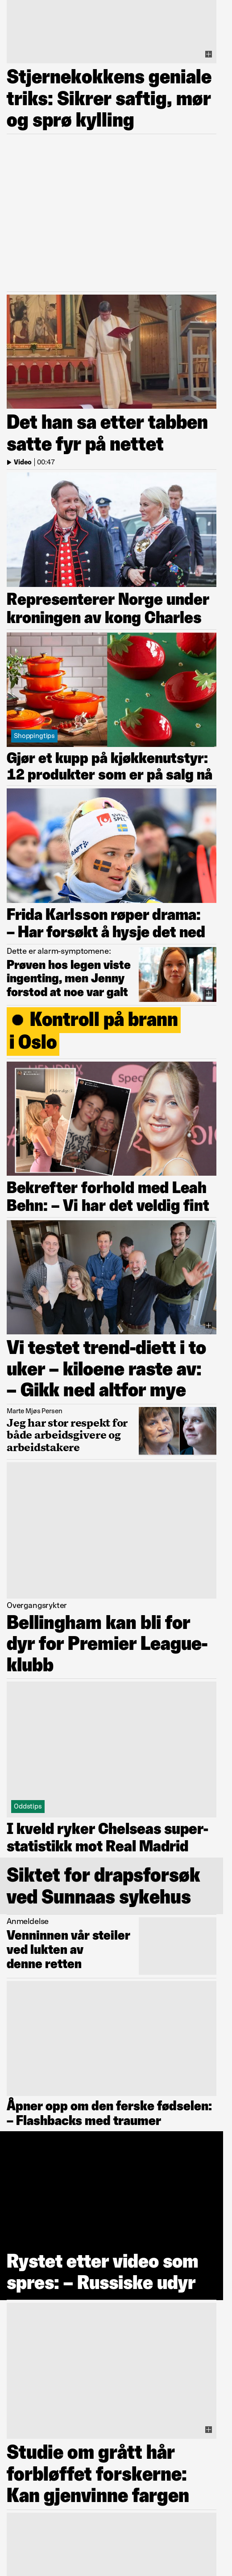 Stjernekokkens geniale
triks: Sikrer saftig, mør
og sprø kylling
Det han sa etter tabben
satte fyr på nettet
Video | 00:47
Representerer Norge under
kroningen av kong Charles
Shoppingtips
Gjør et kupp på kjøkkenutstyr:
12 produkter som er på salg nå
Frida Karlsson røper drama:
– Har forsøkt å hysje det ned
Dette er alarm-symptomene:
Prøven hos legen viste
ingenting, men Jenny
forstod at noe var galt
● Kontroll på brann
i Oslo
Bekrefter forhold med Leah
Behn: – Vi har det veldig fint
Vi testet trend-diett i to
uker – kiloene raste av:
– Gikk ned altfor mye
Marte Mjøs Persen
Jeg har stor respekt for
både arbeidsgivere og
arbeidstakere
Overgangsrykter
Bellingham kan bli for
dyr for Premier League-
klubb
Oddstips
I kveld ryker Chelseas super-
statistikk mot Real Madrid
Siktet for drapsforsøk
ved Sunnaas sykehus
Anmeldelse
Venninnen vår steiler
ved lukten av
denne retten
Åpner opp om den ferske fødselen:
– Flashbacks med traumer
Rystet etter video som
spres: – Russiske udyr
Studie om grått hår
forbløffet forskerne:
Kan gjenvinne fargen